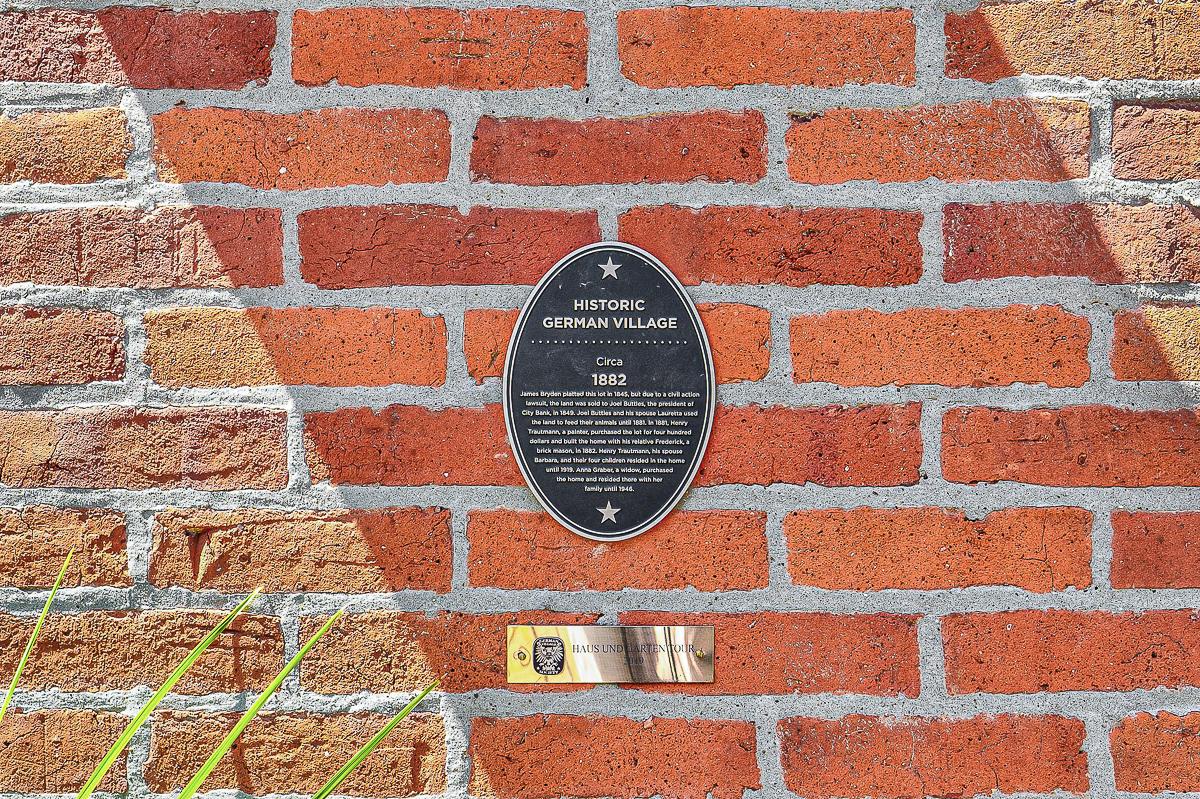 HISTORIC
GERMAN VILLAGE
Circa
1882
James Bryden platted this lot in 1845, but due to a civil action
lawsuit, the land was sold to Joel Buttles, the president of
City Bank, in 1849. Joel Buttles and his spouse Lauretta used
the land to feed their animals until 1881. In 1881, Henry
Trautmann, a painter, purchased the lot for four hundred
dollars and built the home with his relative Frederick, a
brick mason, in 1882. Henry Trautmann, his spouse
Barbara, and their four children resided in the home
until 1919. Anna Graber, a widow, purchased
the home and resided there with her
family until 1946.
HAUS UND GARTEN TOUR
2019